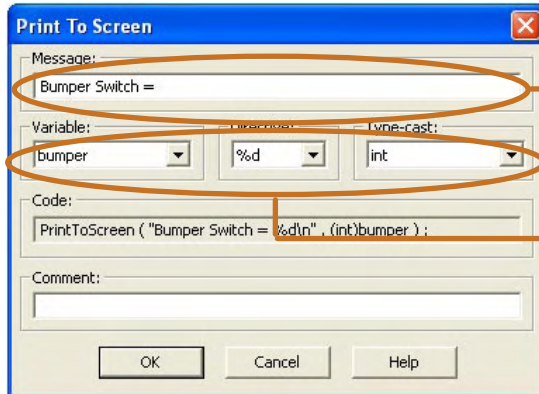 Print To Screen
Message:
Bumper Switch =
Variable: Directive: Type-cast:
bumper %d int
Code:
PrintToScreen ( "Bumper Switch = %d\n" , (int)bumper ) ;
Comment:
OK Cancel Help